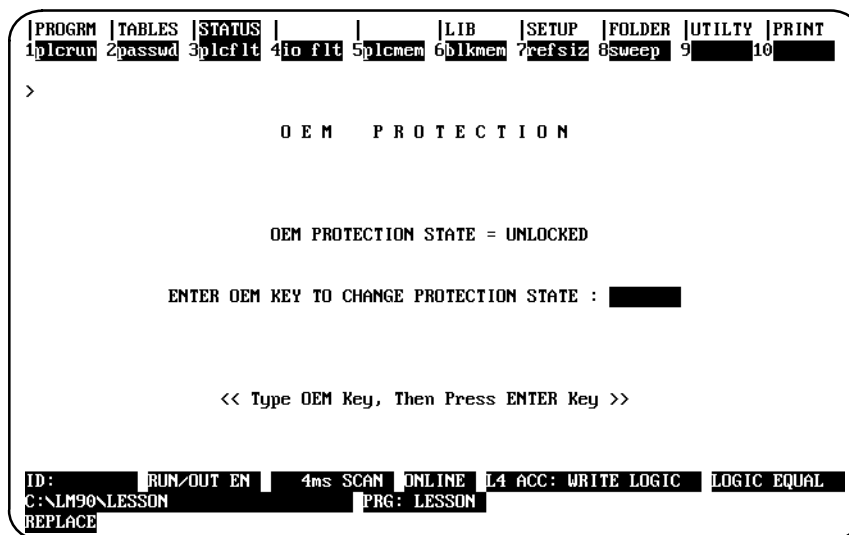 |PROGRM |TABLES |STATUS | | |LIB |SETUP |FOLDER |UTILTY |PRINT
1plcrun 2passwd 3plcflt 4io flt 5plcmem 6blkmem 7refsiz 8sweep 9 10
>
O E M P R O T E C T I O N
OEM PROTECTION STATE = UNLOCKED
ENTER OEM KEY TO CHANGE PROTECTION STATE :
<< Type OEM Key, Then Press ENTER Key >>
ID: RUN/OUT EN 4ms SCAN ONLINE L4 ACC: WRITE LOGIC LOGIC EQUAL
C:\LM90\LESSON PRG: LESSON
REPLACE